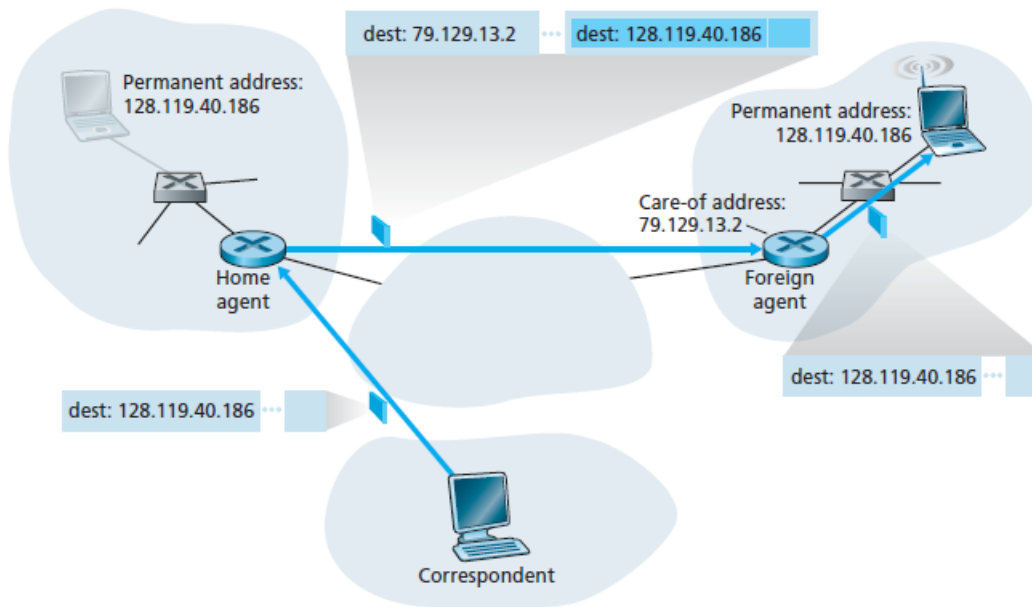 dest: 79.129.13.2 ··· dest: 128.119.40.186
Permanent address:
128.119.40.186
Permanent address:
128.119.40.186
Care-of address:
79.129.13.2
Home
agent
Foreign
agent
dest: 128.119.40.186 ···
dest: 128.119.40.186 ···
Correspondent